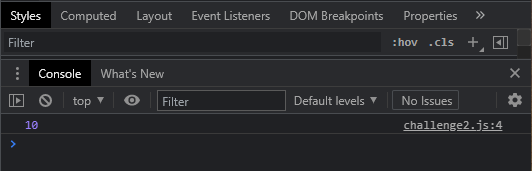 Styles Computed Layout Event Listeners DOM Breakpoints Properties »
Filter :hov .cls +
Console What's New ×
top ▼ Filter Default levels ▼ No Issues
10 challenge2.js:4
>